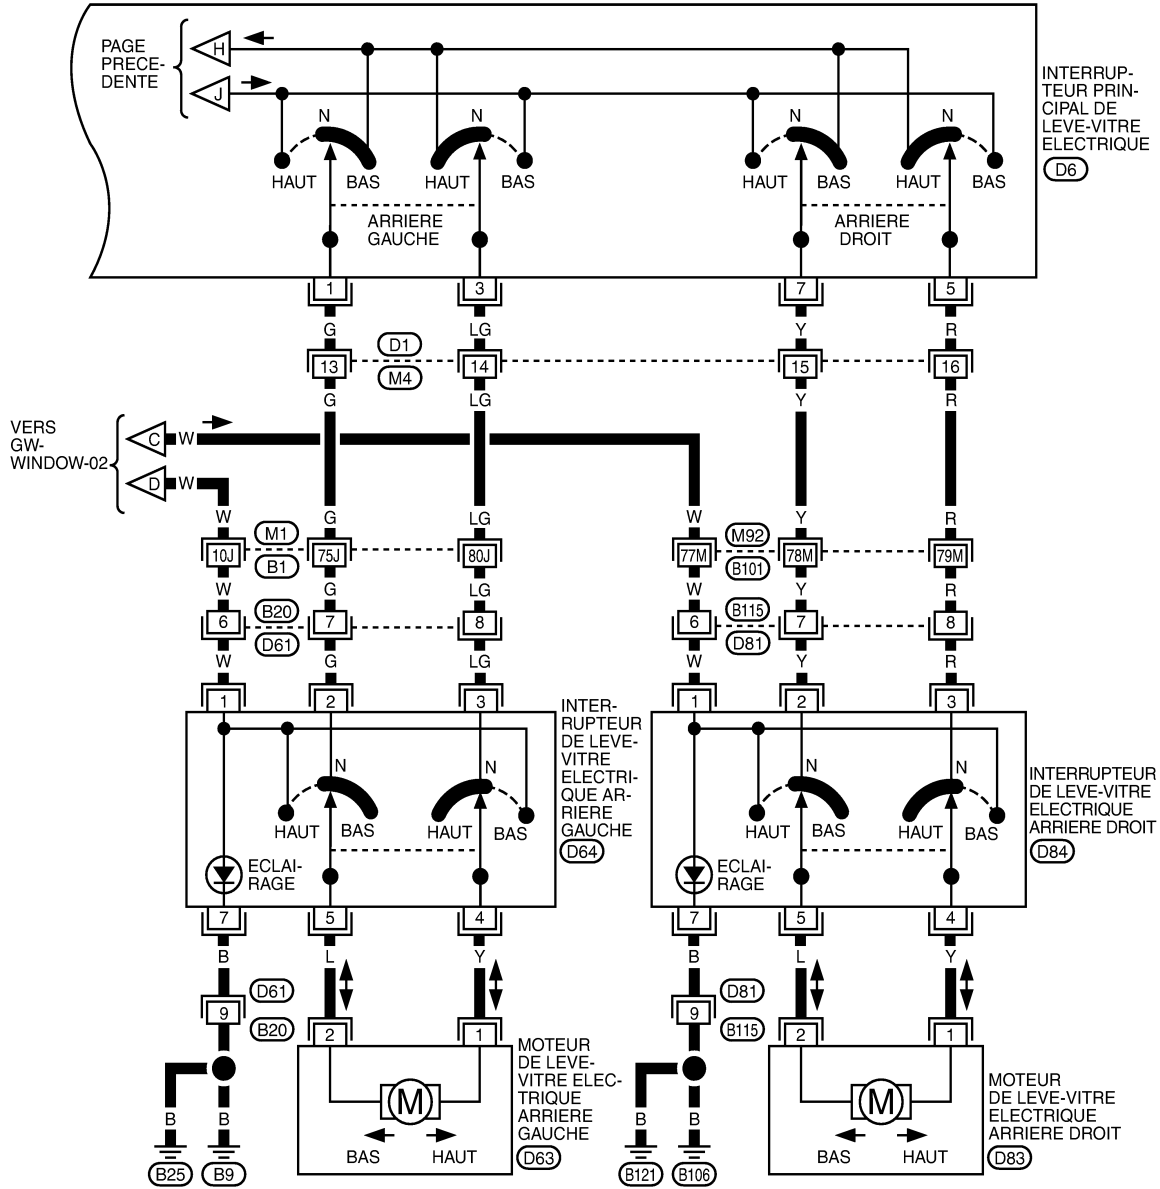 PAGE
PRECE-
DENTE
H
J
N
N
N
N
HAUT
BAS
HAUT
BAS
HAUT
BAS
HAUT
BAS
ARRIERE
GAUCHE
ARRIERE
DROIT
INTERRUP-
TEUR PRIN-
CIPAL DE
LEVE-VITRE
ELECTRIQUE
D6
1
3
7
5
G
LG
Y
R
D1
13
14
15
16
M4
G
LG
Y
R
VERS
GW-
WINDOW-02
C
W
D
W
W
G
LG
W
Y
R
M1
M92
10J
75J
80J
77M
78M
79M
B1
B101
W
G
LG
W
Y
R
B20
B115
6
7
8
6
7
8
D61
D81
W
G
LG
W
Y
R
1
2
3
1
2
3
N
N
HAUT
BAS
HAUT
BAS
ECLAI-
RAGE
INTER-
RUPTEUR
DE LEVE-
VITRE
ELECTRI-
QUE AR-
RIERE
GAUCHE
D64
N
N
HAUT
BAS
HAUT
BAS
ECLAI-
RAGE
INTERRUPTEUR
DE LEVE-VITRE
ELECTRIQUE
ARRIERE DROIT
D84
7
5
4
7
5
4
B
L
Y
B
L
Y
D61
D81
9
9
B20
B115
2
1
2
1
M
BAS
HAUT
MOTEUR
DE LEVE-
VITRE ELEC-
TRIQUE
ARRIERE
GAUCHE
D63
M
BAS
HAUT
MOTEUR
DE LEVE-VITRE
ELECTRIQUE
ARRIERE DROIT
D83
B
B
B
B
B25
B9
B121
B106